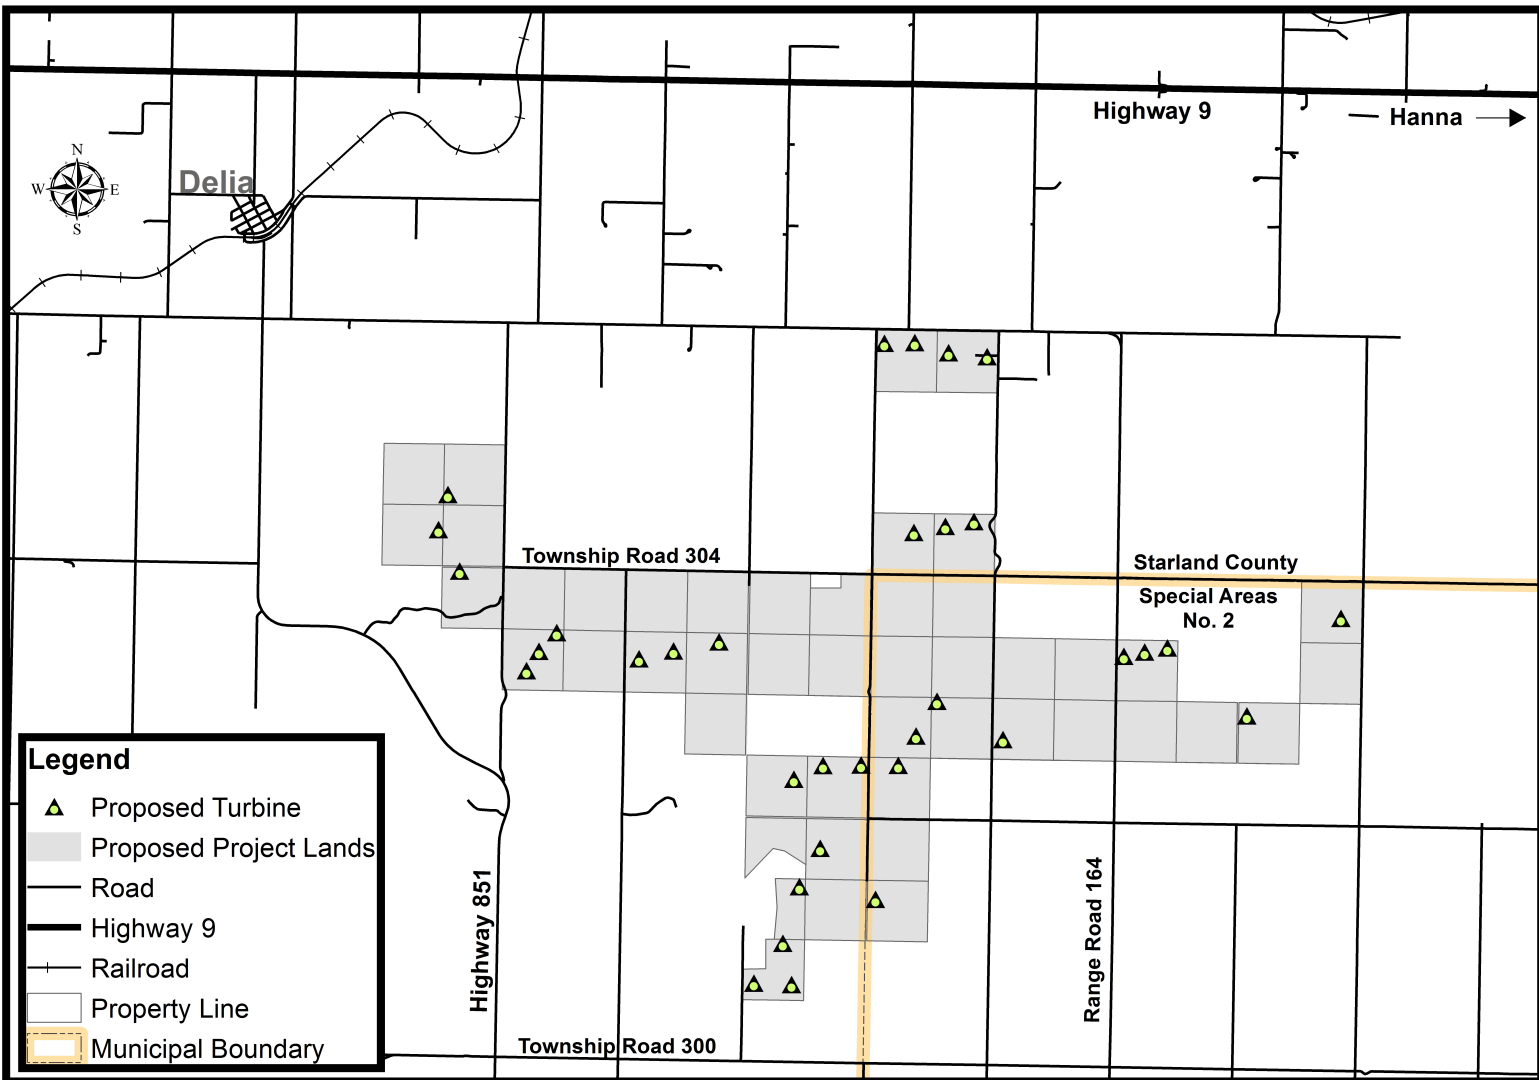 Highway 9
Hanna
N
W E
S
Delia
Township Road 304
Starland County
Special Areas
No. 2
Legend
Proposed Turbine
Proposed Project Lands
Road
Highway 9
Railroad
Property Line
Municipal Boundary
Highway 851
Range Road 164
Township Road 300